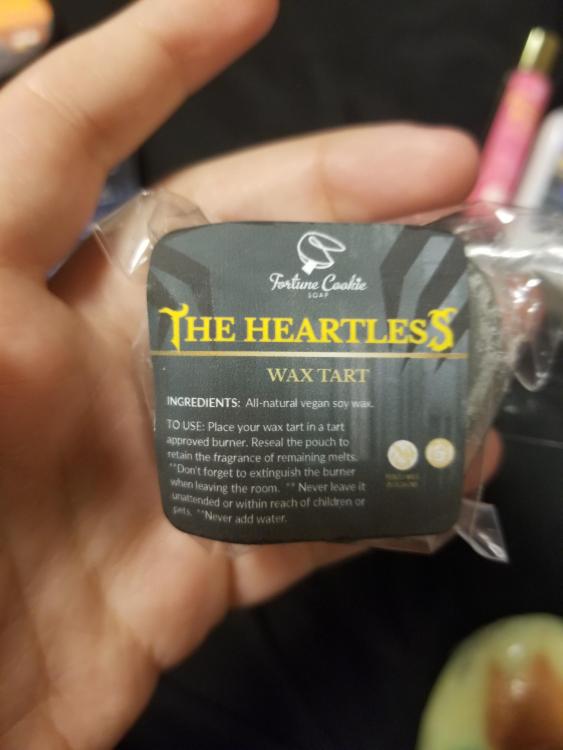 Fortune Cookie
SOAP
THE HEARTLESS
WAX TART
INGREDIENTS: All-natural vegan soy wax.
TO USE: Place your wax tart in a tart
approved burner. Reseal the pouch to
retain the fragrance of remaining melts.
**Don't forget to extinguish the burner
when leaving the room. **Never leave it
unattended or within reach of children or
pets. **Never add water.